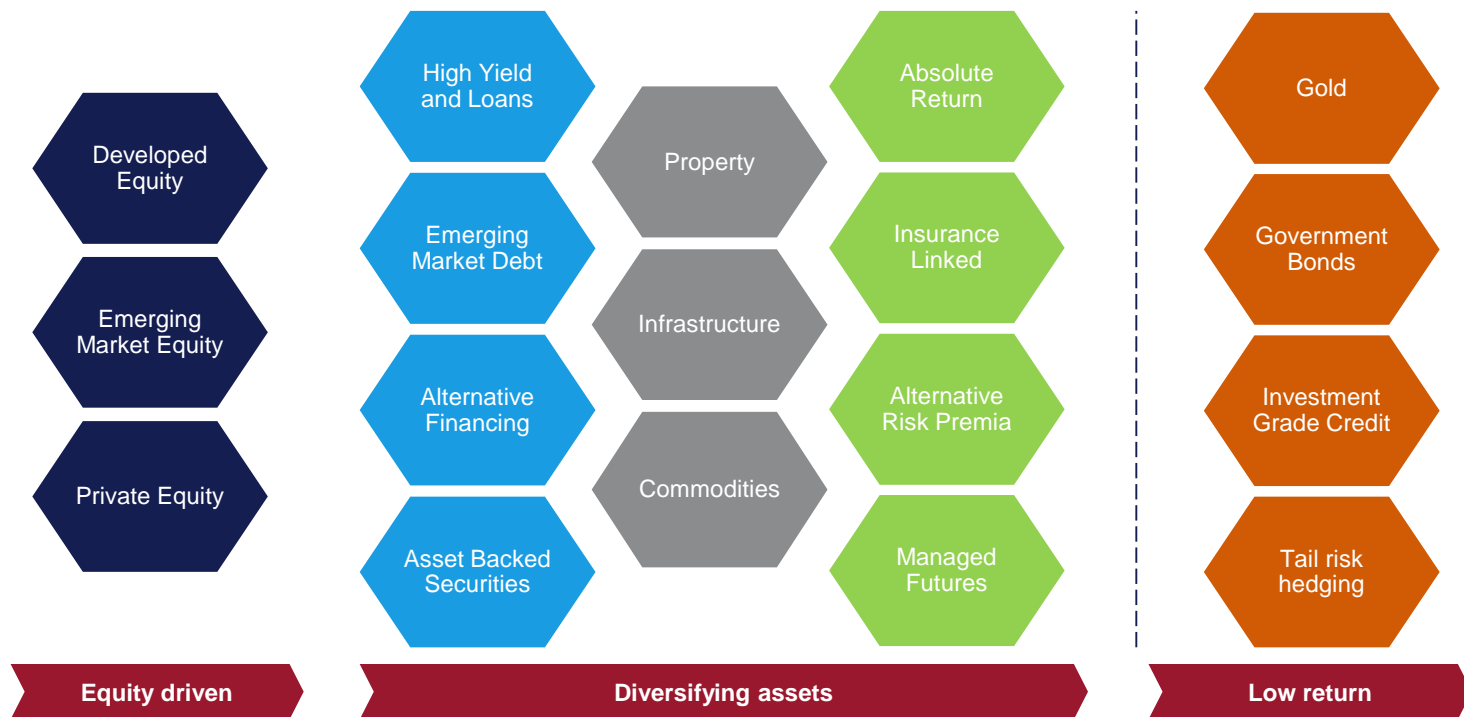 Developed
Equity
Emerging
Market Equity
Private Equity
High Yield
and Loans
Emerging
Market Debt
Alternative
Financing
Asset Backed
Securities
Property
Infrastructure
Commodities
Absolute
Return
Insurance
Linked
Alternative
Risk Premia
Managed
Futures
Gold
Government
Bonds
Investment
Grade Credit
Tail risk
hedging
Equity driven
Diversifying assets
Low return